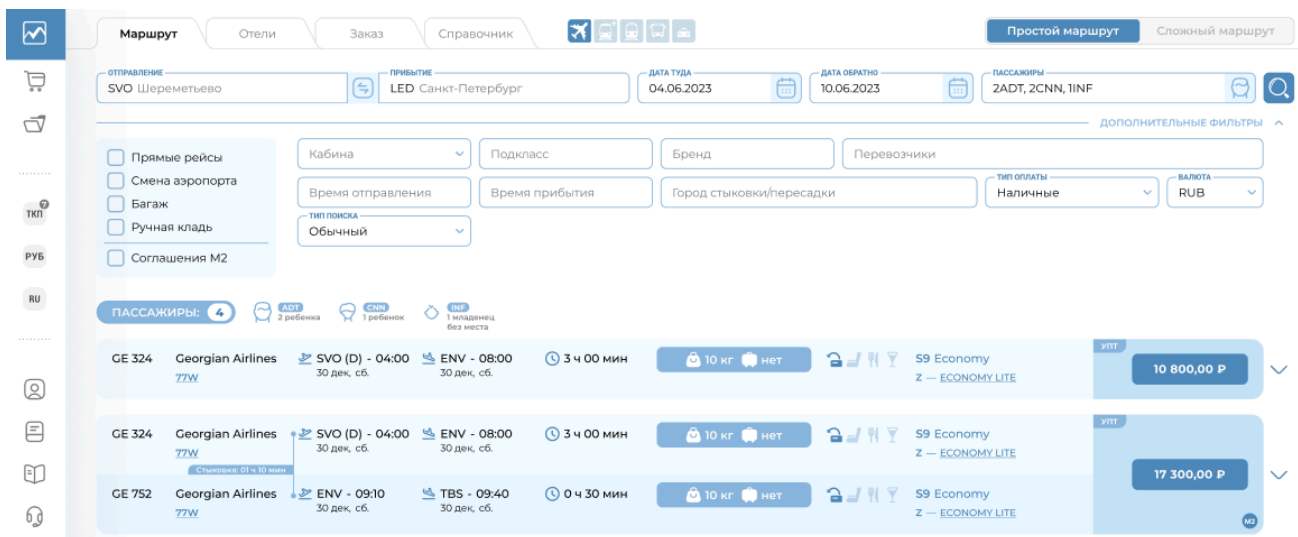 Маршрут
Отели
Заказ
Справочник
Простой маршрут
Сложный маршрут
ОТПРАВЛЕНИЕ
SVO Шереметьево
ПРИБЫТИЕ
LED Санкт-Петербург
ДАТА ТУДА
04.06.2023
ДАТА ОБРАТНО
10.06.2023
ПАССАЖИРЫ
2ADT, 2CNN, 1INF
ДОПОЛНИТЕЛЬНЫЕ ФИЛЬТРЫ
Прямые рейсы
Смена аэропорта
Багаж
Ручная кладь
Соглашения М2
Кабина
Подкласс
Бренд
Перевозчики
Время отправления
Время прибытия
Город стыковки/пересадки
ТИП ОПЛАТЫ
Наличные
ВАЛЮТА
RUB
ТИП ПОИСКА
Обычный
ТКП
?
РУБ
RU
ПАССАЖИРЫ: 4
ADT
2 ребенка
CNN
1 ребенок
INF
1 младенец
без места
GE 324 Georgian Airlines SVO (D) - 04:00 ENV - 08:00 3 ч 00 мин 10 кг нет S9 Economy УПТ
77W 30 дек, сб. 30 дек, сб. Z — ECONOMY LITE 10 800,00 ₽
GE 324 Georgian Airlines SVO (D) - 04:00 ENV - 08:00 3 ч 00 мин 10 кг нет S9 Economy УПТ
77W 30 дек, сб. 30 дек, сб. Z — ECONOMY LITE
Стыковка: 01 ч 10 мин
17 300,00 ₽
GE 752 Georgian Airlines ENV - 09:10 TBS - 09:40 0 ч 30 мин 10 кг нет S9 Economy
77W 30 дек, сб. 30 дек, сб. Z — ECONOMY LITE
М2